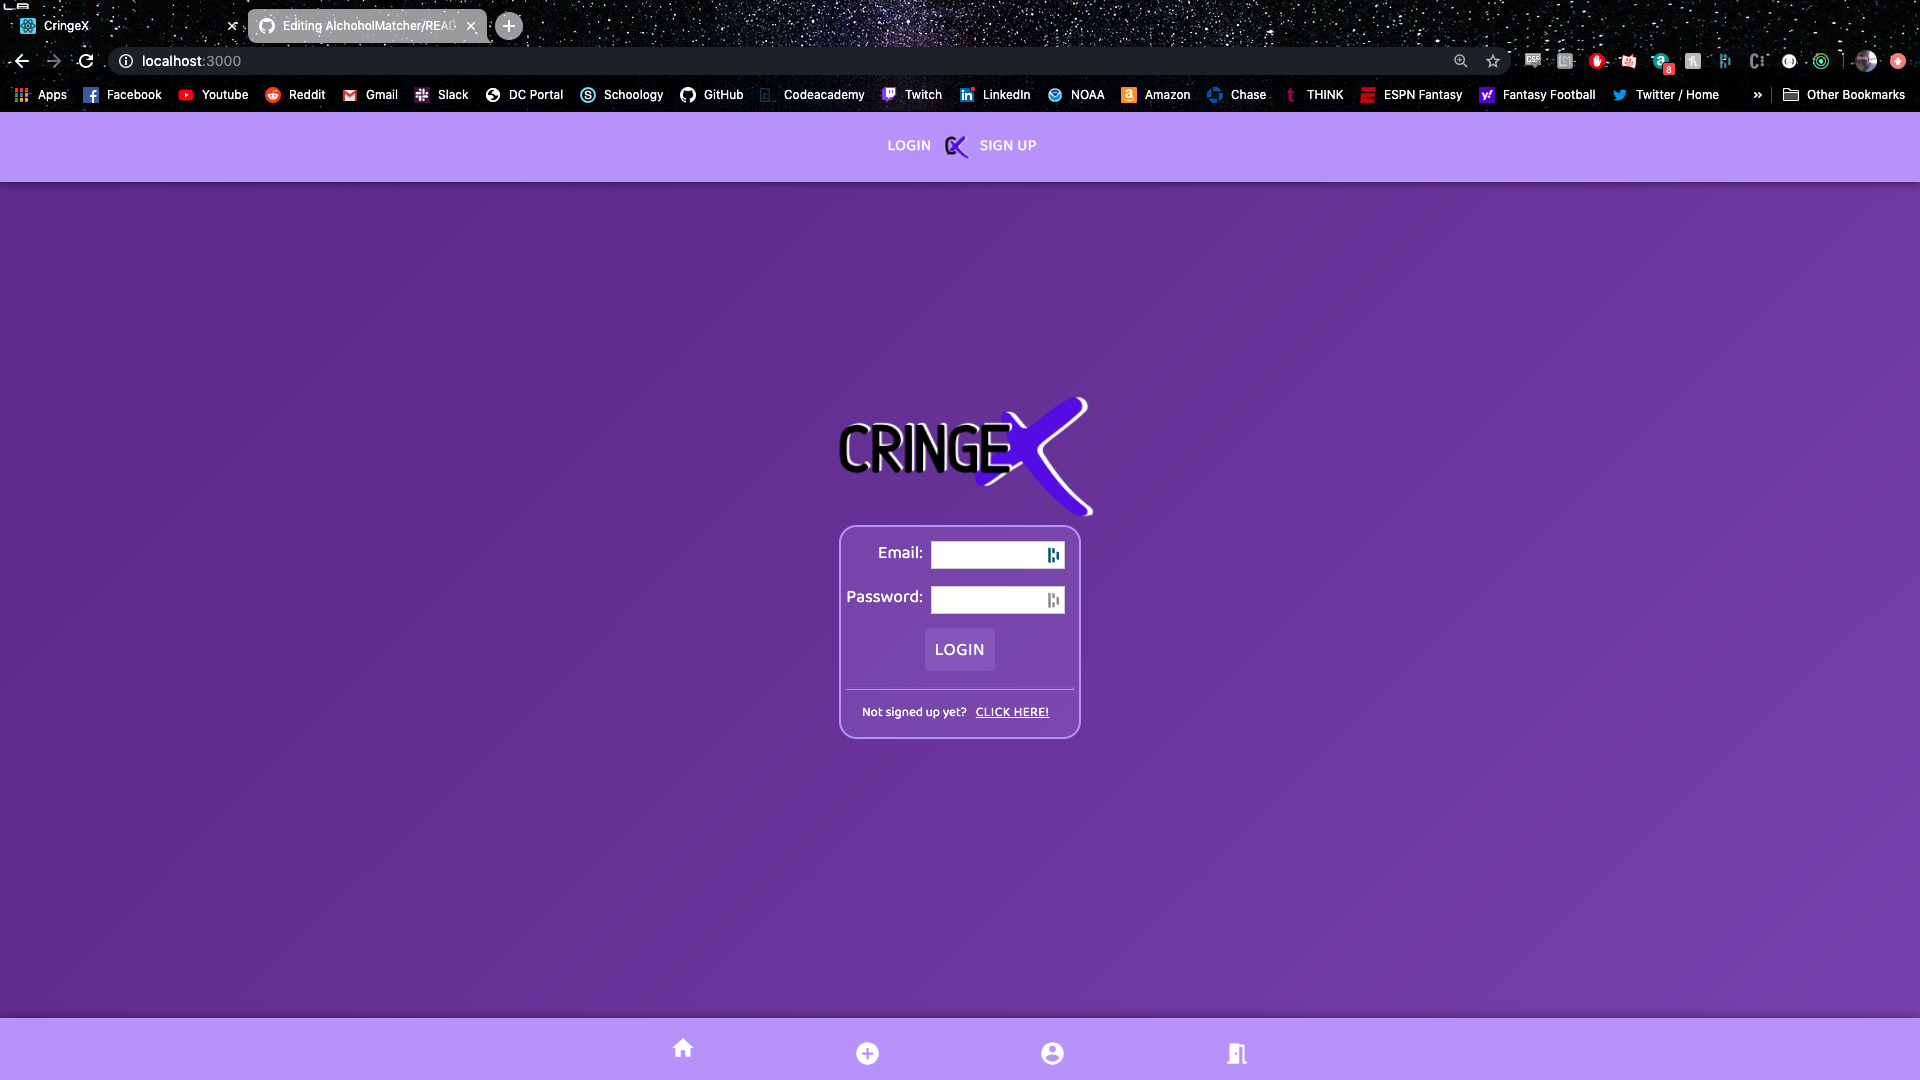 CringeX
Editing AlchoholMatcher/READ
localhost:3000
Apps Facebook Youtube Reddit Gmail Slack DC Portal Schoology GitHub Codeacademy Twitch LinkedIn NOAA Amazon Chase THINK ESPN Fantasy Fantasy Football Twitter / Home » Other Bookmarks
LOGIN CX SIGN UP
CRINGEX
Email:
Password:
LOGIN
Not signed up yet? CLICK HERE!